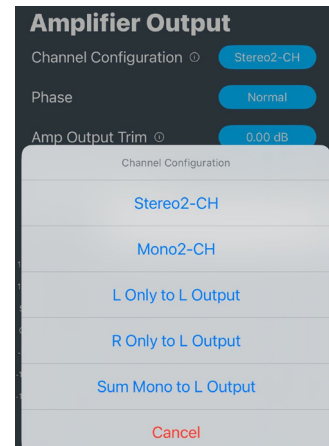 Amplifier Output
Channel Configuration Stereo2-CH
Phase Normal
Amp Output Trim 0.00 dB
Channel Configuration
Stereo2-CH
Mono2-CH
L Only to L Output
R Only to L Output
Sum Mono to L Output
Cancel